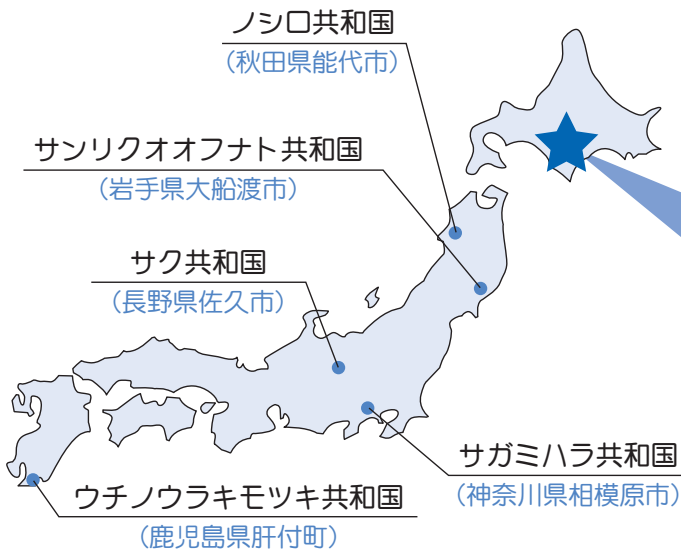 ノシロ共和国
（秋田県能代市）
サンリクオオフナト共和国
（岩手県大船渡市）
サク共和国
（長野県佐久市）
サガミハラ共和国
（神奈川県相模原市）
ウチノウラキモツキ共和国
（鹿児島県肝付町）